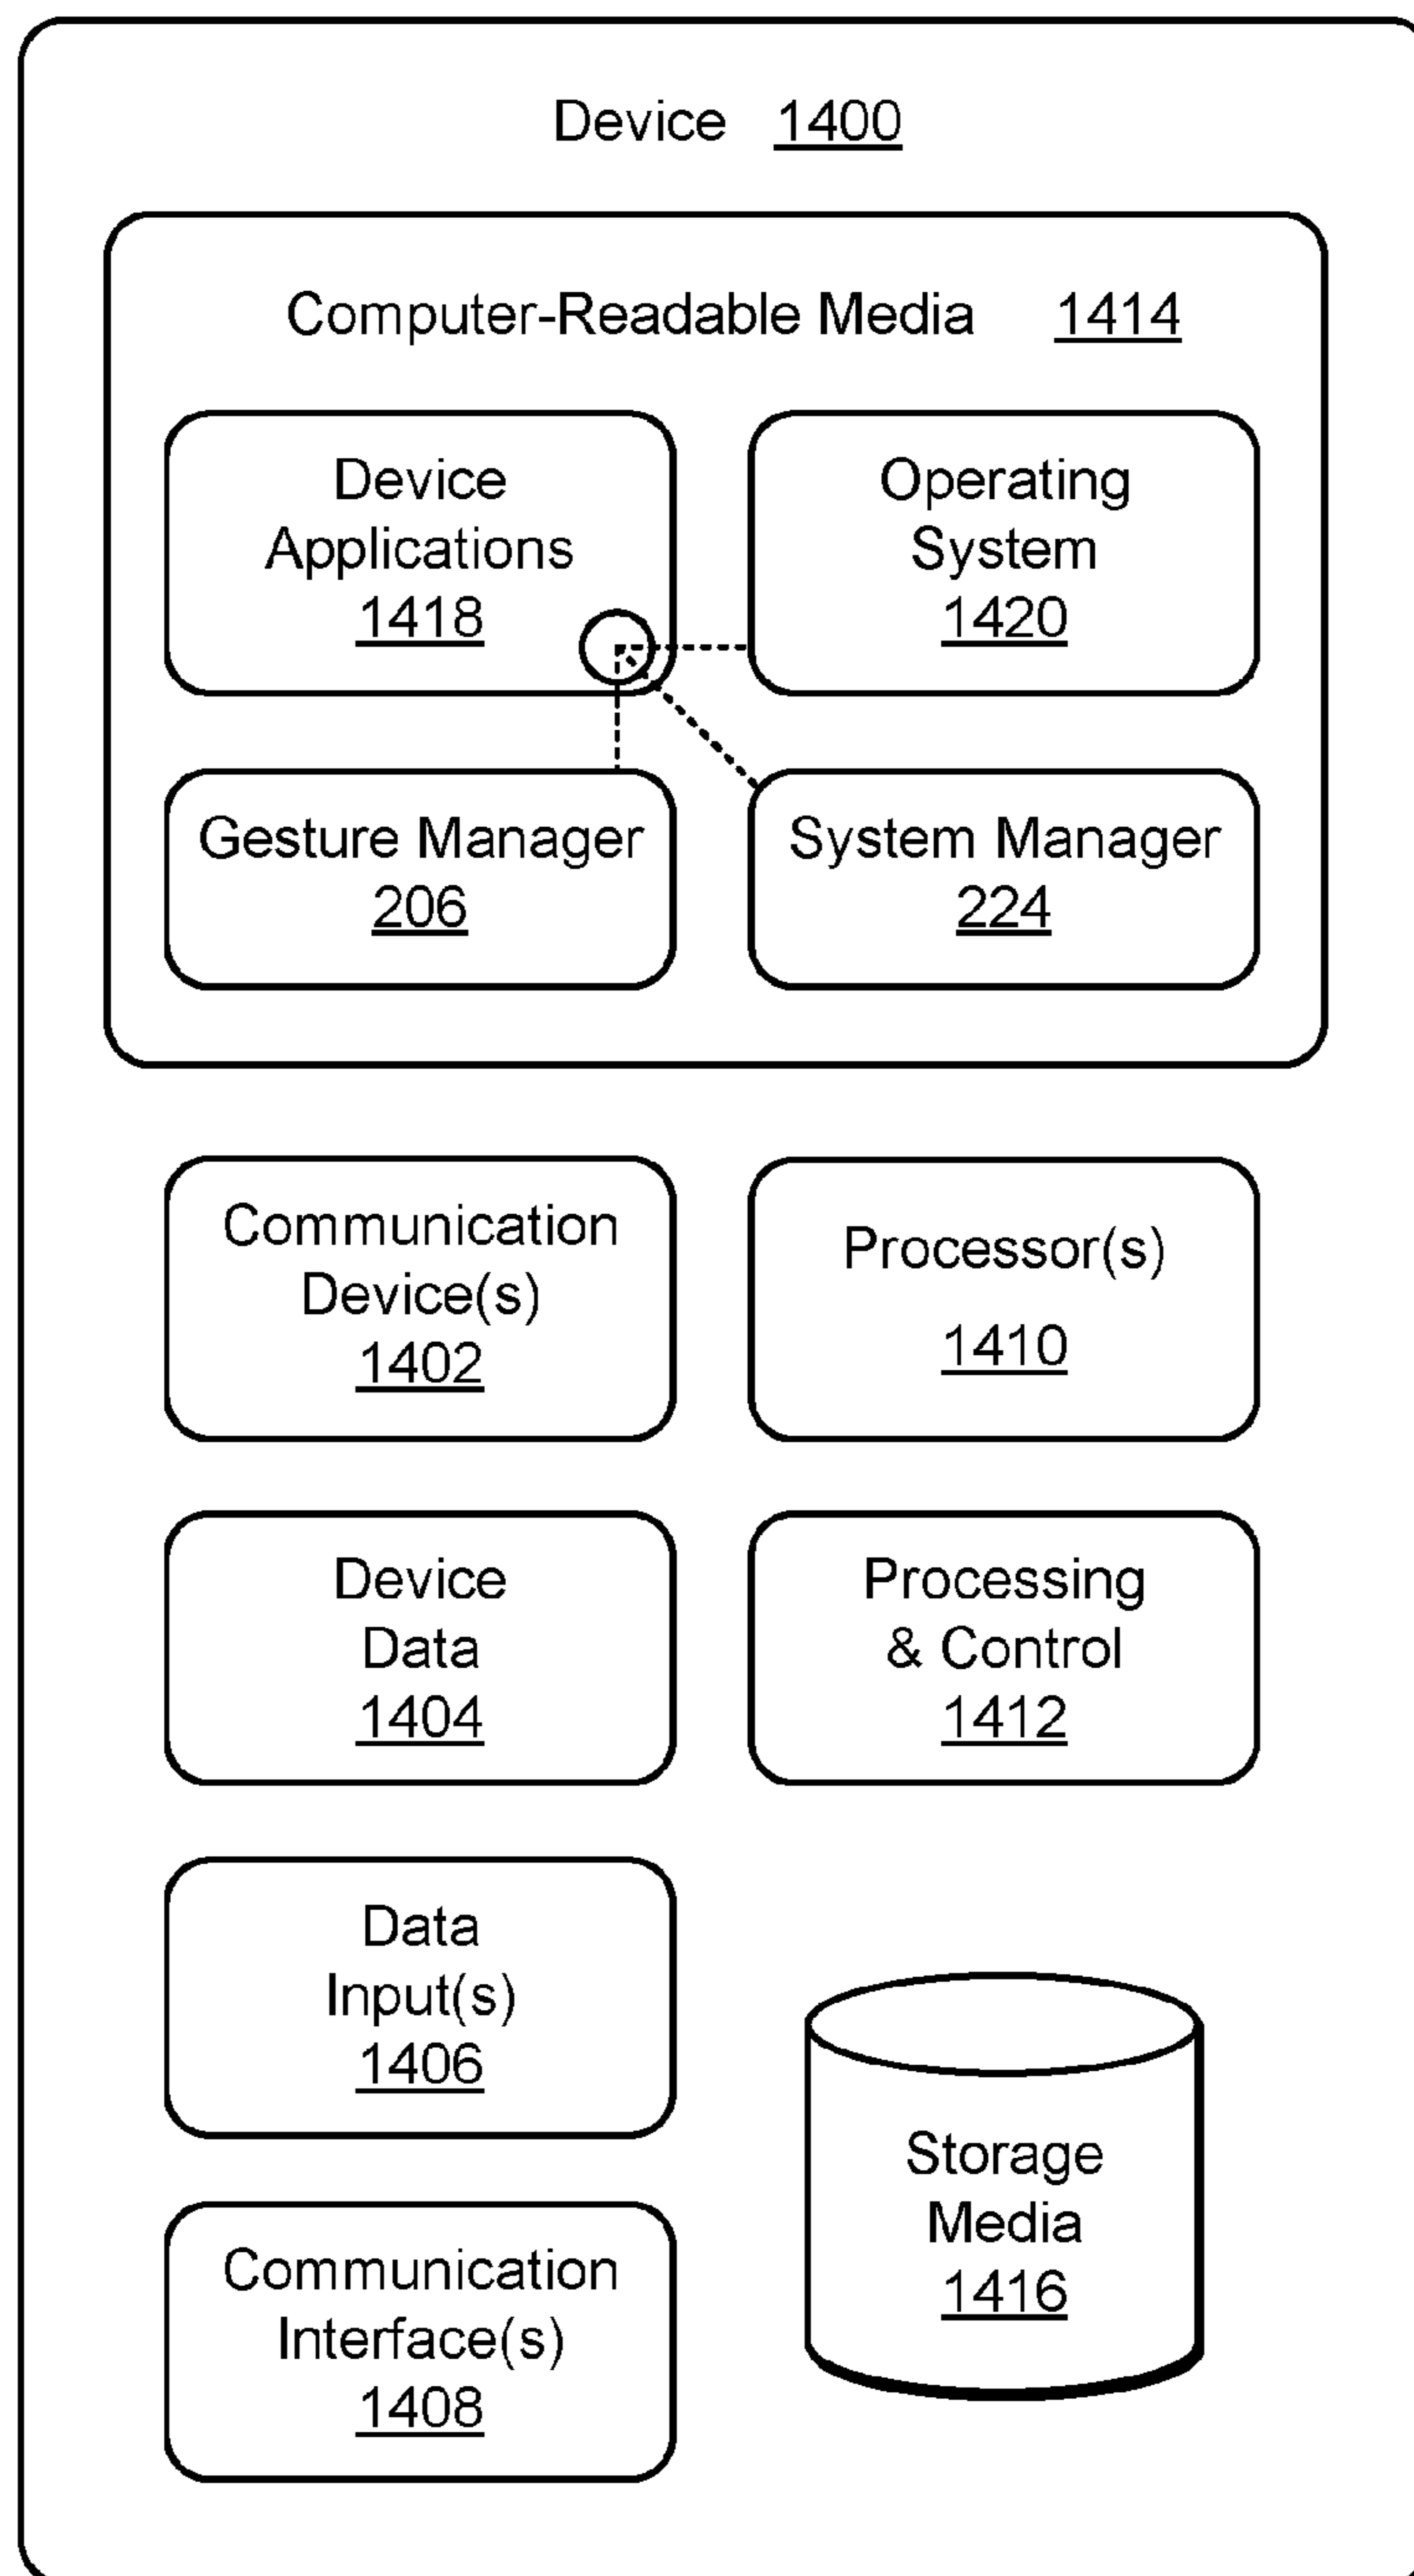 Device 1400
Computer-Readable Media 1414
Device
Applications
1418
Operating
System
1420
Gesture Manager
206
System Manager
224
Communication
Device(s)
1402
Processor(s)
1410
Device
Data
1404
Processing
& Control
1412
Data
Input(s)
1406
Storage
Media
1416
Communication
Interface(s)
1408